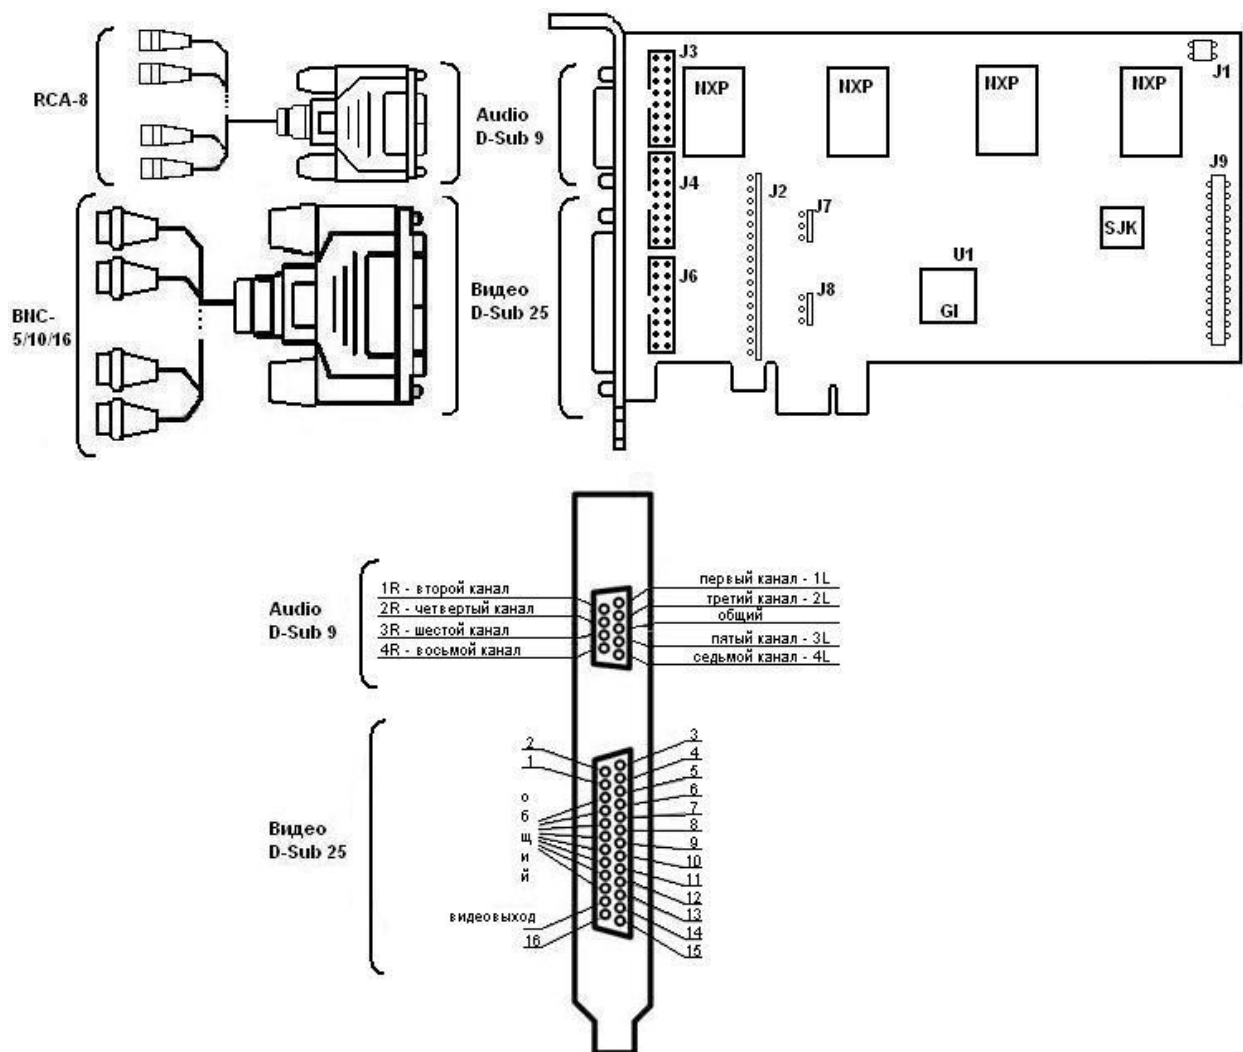 RCA-8
Audio
D-Sub 9
BNC-
5/10/16
Видео
D-Sub 25
J3
NXP
NXP
NXP
NXP
J1
J4
J2
J7
J9
SJK
J6
J8
U1
GI
Audio
D-Sub 9
1R - второй канал
2R - четвертый канал
3R - шестой канал
4R - восьмой канал
первый канал - 1L
третий канал - 2L
общий
пятый канал - 3L
седьмой канал - 4L
Видео
D-Sub 25
2
1
общий
видеовыход
16
3
4
5
6
7
8
9
10
11
12
13
14
15